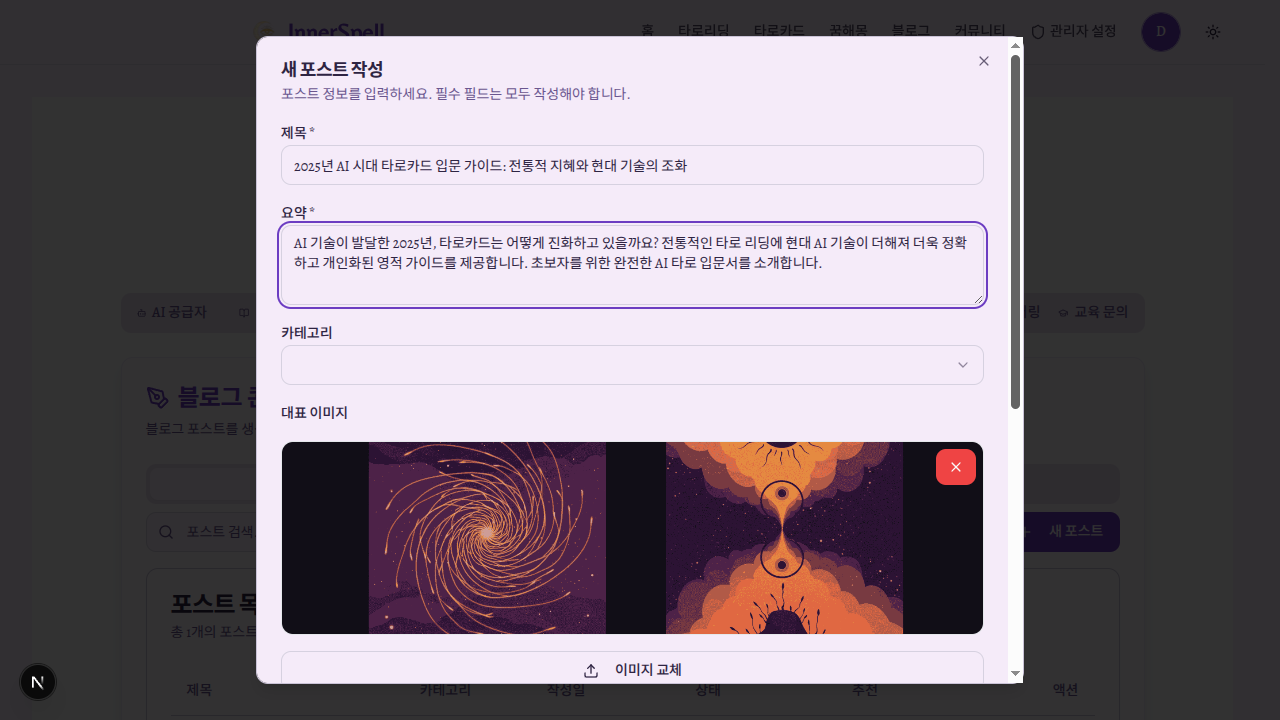 InnerSpell
홈
타로리딩
타로카드
꿈해몽
블로그
커뮤니티
관리자 설정
D
새 포스트 작성
포스트 정보를 입력하세요. 필수 필드는 모두 작성해야 합니다.
제목 *
2025년 AI 시대 타로카드 입문 가이드: 전통적 지혜와 현대 기술의 조화
요약 *
AI 기술이 발달한 2025년, 타로카드는 어떻게 진화하고 있을까요? 전통적인 타로 리딩에 현대 AI 기술이 더해져 더욱 정확
하고 개인화된 영적 가이드를 제공합니다. 초보자를 위한 완전한 AI 타로 입문서를 소개합니다.
AI 공급자
교육 문의
카테고리
블로그
블로그 포스트를
대표 이미지
포스트 검색
새 포스트
포스트
총 1개의 포스트
이미지 교체
N
제목
카테고리
작성일
상태
추천
액션